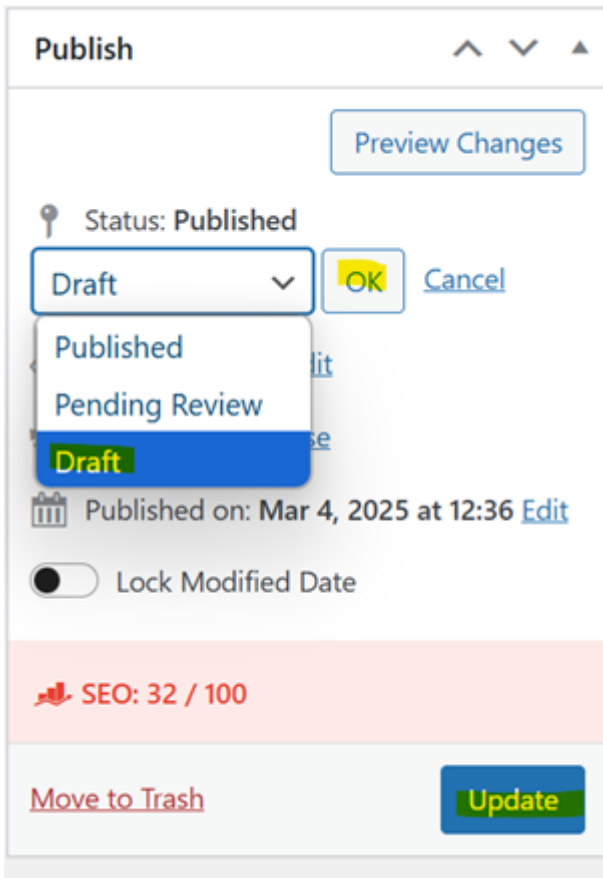 Publish
Preview Changes
Status: Published
Draft OK Cancel
Published
Pending Review
Draft
Published on: Mar 4, 2025 at 12:36 Edit
Lock Modified Date
SEO: 32 / 100
Move to Trash Update